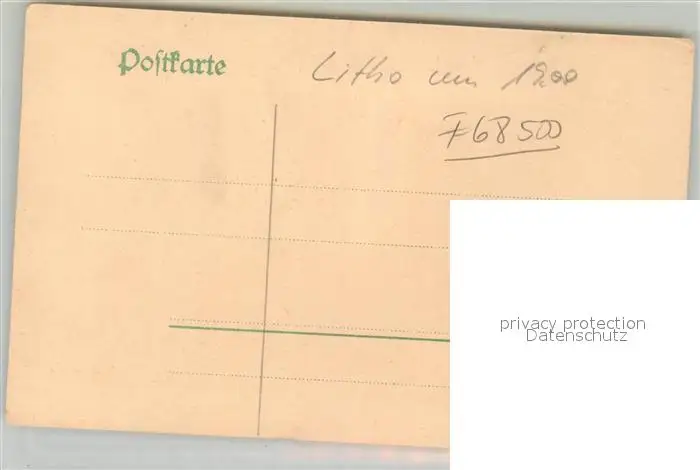 Postkarte
Litho um 1900
F68500
privacy protection
Datenschutz